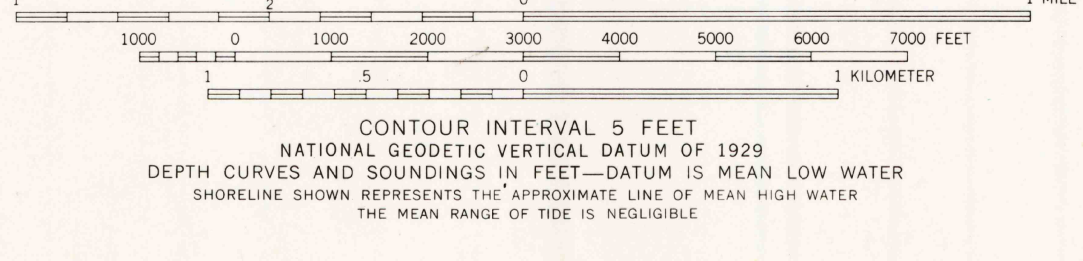 1 2 0 1 MILE
1000 0 1000 2000 3000 4000 5000 6000 7000 FEET
1 .5 0 1 KILOMETER
CONTOUR INTERVAL 5 FEET
NATIONAL GEODETIC VERTICAL DATUM OF 1929
DEPTH CURVES AND SOUNDINGS IN FEET—DATUM IS MEAN LOW WATER
SHORELINE SHOWN REPRESENTS THE APPROXIMATE LINE OF MEAN HIGH WATER
THE MEAN RANGE OF TIDE IS NEGLIGIBLE